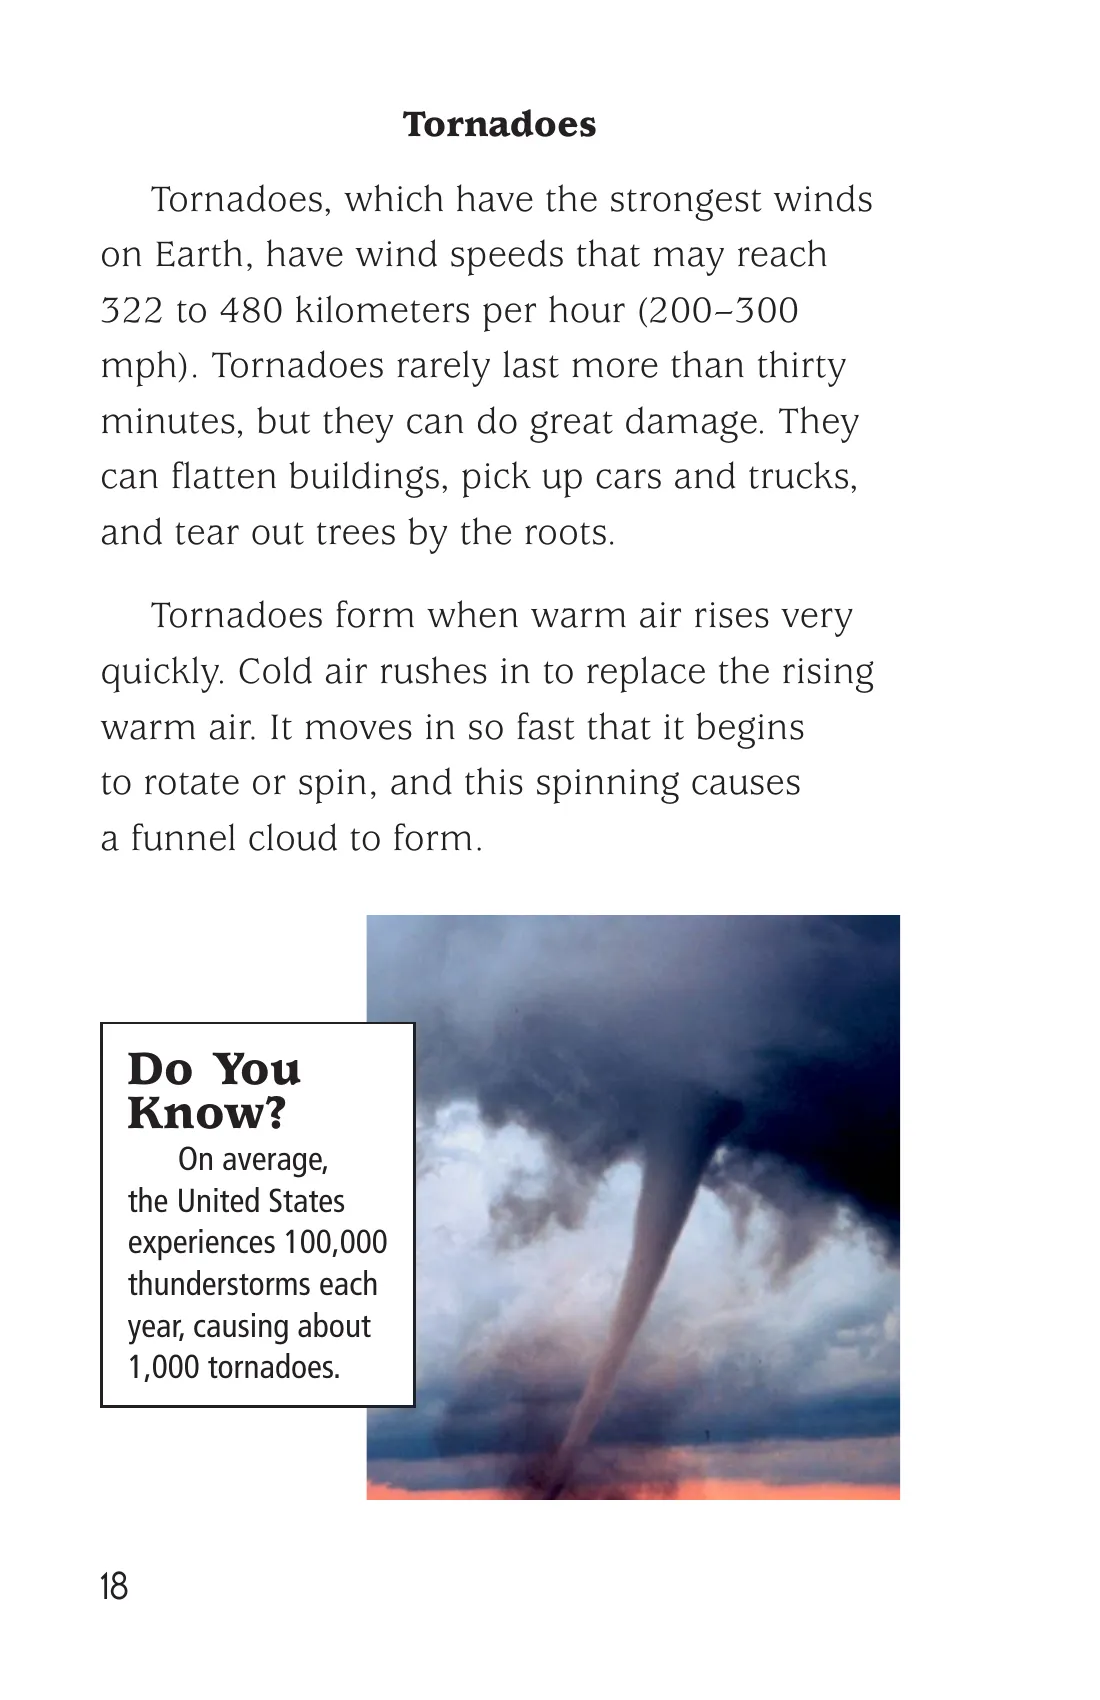 Tornadoes
Tornadoes, which have the strongest winds
on Earth, have wind speeds that may reach
322 to 480 kilometers per hour (200–300
mph). Tornadoes rarely last more than thirty
minutes, but they can do great damage. They
can flatten buildings, pick up cars and trucks,
and tear out trees by the roots.
Tornadoes form when warm air rises very
quickly. Cold air rushes in to replace the rising
warm air. It moves in so fast that it begins
to rotate or spin, and this spinning causes
a funnel cloud to form.
Do You
Know?
On average,
the United States
experiences 100,000
thunderstorms each
year, causing about
1,000 tornadoes.
18